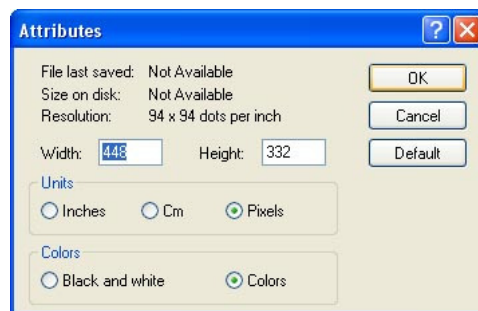 Attributes
File last saved: Not Available
Size on disk: Not Available
Resolution: 94 x 94 dots per inch
Width: 448 Height: 332
Units
Inches Cm Pixels
Colors
Black and white Colors
OK
Cancel
Default